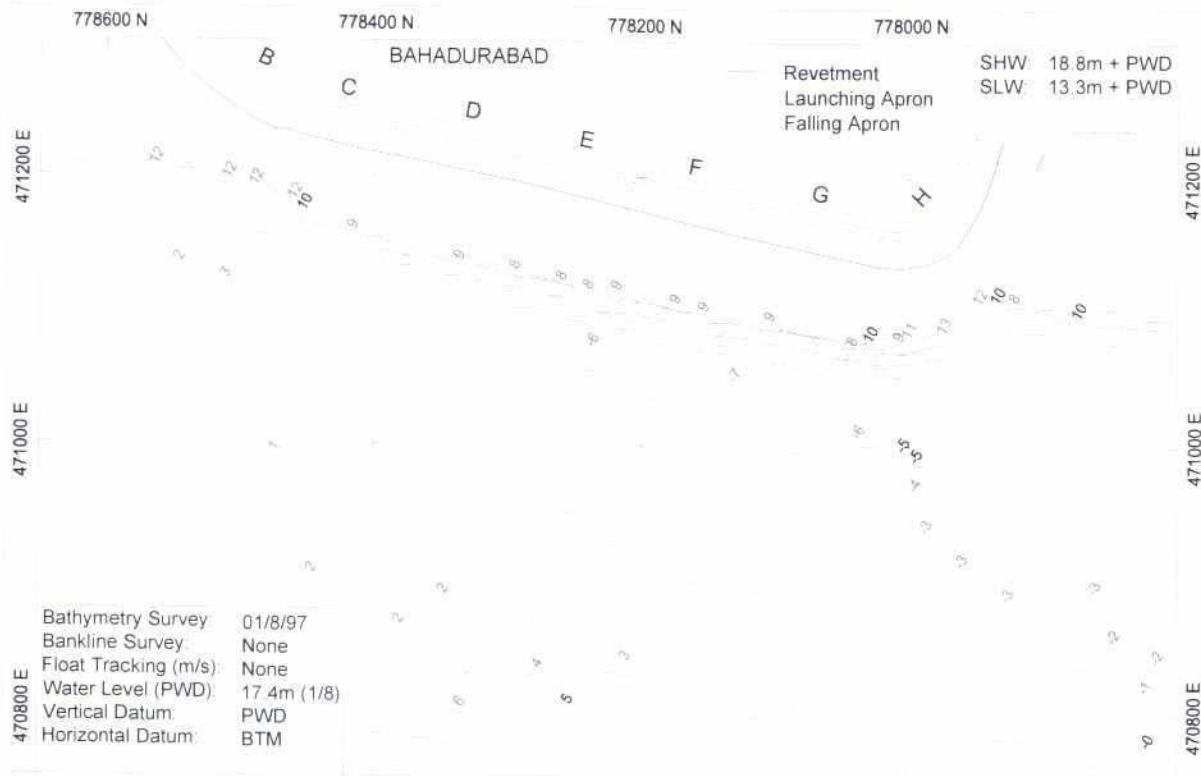 778600 N
778400 N
778200 N
778000 N
BAHADURABAD
B
C
D
E
F
G
H
Revetment
Launching Apron
Falling Apron
SHW: 18.8m + PWD
SLW: 13.3m + PWD
471200 E
471200 E
12
12
12
12
10
9
2
3
9
8
8
8
9
9
9
9
8
10
9
11
13
12
10
8
10
-6
-7
471000 E
471000 E
1
-6
-5
-5
-4
-3
-3
-3
-3
2
2
2
4
3
6
5
-2
-2
-1
-0
Bathymetry Survey: 01/8/97
Bankline Survey: None
Float Tracking (m/s): None
Water Level (PWD): 17.4m (1/8)
Vertical Datum: PWD
Horizontal Datum: BTM
470800 E
470800 E